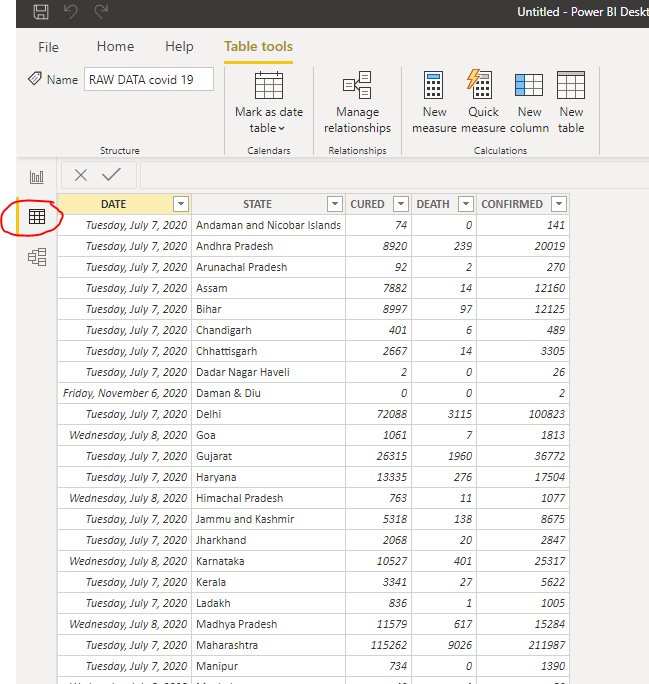 Untitled - Power BI Deskt
File Home Help Table tools
Name RAW DATA covid 19
Mark as date Manage New Quick New New
table relationships measure measure column table
Structure Calendars Relationships Calculations
DATE STATE CURED DEATH CONFIRMED
Tuesday, July 7, 2020 Andaman and Nicobar Islands 74 0 141
Tuesday, July 7, 2020 Andhra Pradesh 8920 239 20019
Tuesday, July 7, 2020 Arunachal Pradesh 92 2 270
Tuesday, July 7, 2020 Assam 7882 14 12160
Tuesday, July 7, 2020 Bihar 8997 97 12125
Tuesday, July 7, 2020 Chandigarh 401 6 489
Tuesday, July 7, 2020 Chhattisgarh 2667 14 3305
Tuesday, July 7, 2020 Dadar Nagar Haveli 2 0 26
Friday, November 6, 2020 Daman & Diu 0 0 2
Tuesday, July 7, 2020 Delhi 72088 3115 100823
Wednesday, July 8, 2020 Goa 1061 7 1813
Tuesday, July 7, 2020 Gujarat 26315 1960 36772
Tuesday, July 7, 2020 Haryana 13335 276 17504
Wednesday, July 8, 2020 Himachal Pradesh 763 11 1077
Tuesday, July 7, 2020 Jammu and Kashmir 5318 138 8675
Tuesday, July 7, 2020 Jharkhand 2068 20 2847
Wednesday, July 8, 2020 Karnataka 10527 401 25317
Tuesday, July 7, 2020 Kerala 3341 27 5622
Tuesday, July 7, 2020 Ladakh 836 1 1005
Wednesday, July 8, 2020 Madhya Pradesh 11579 617 15284
Tuesday, July 7, 2020 Maharashtra 115262 9026 211987
Tuesday, July 7, 2020 Manipur 734 0 1390